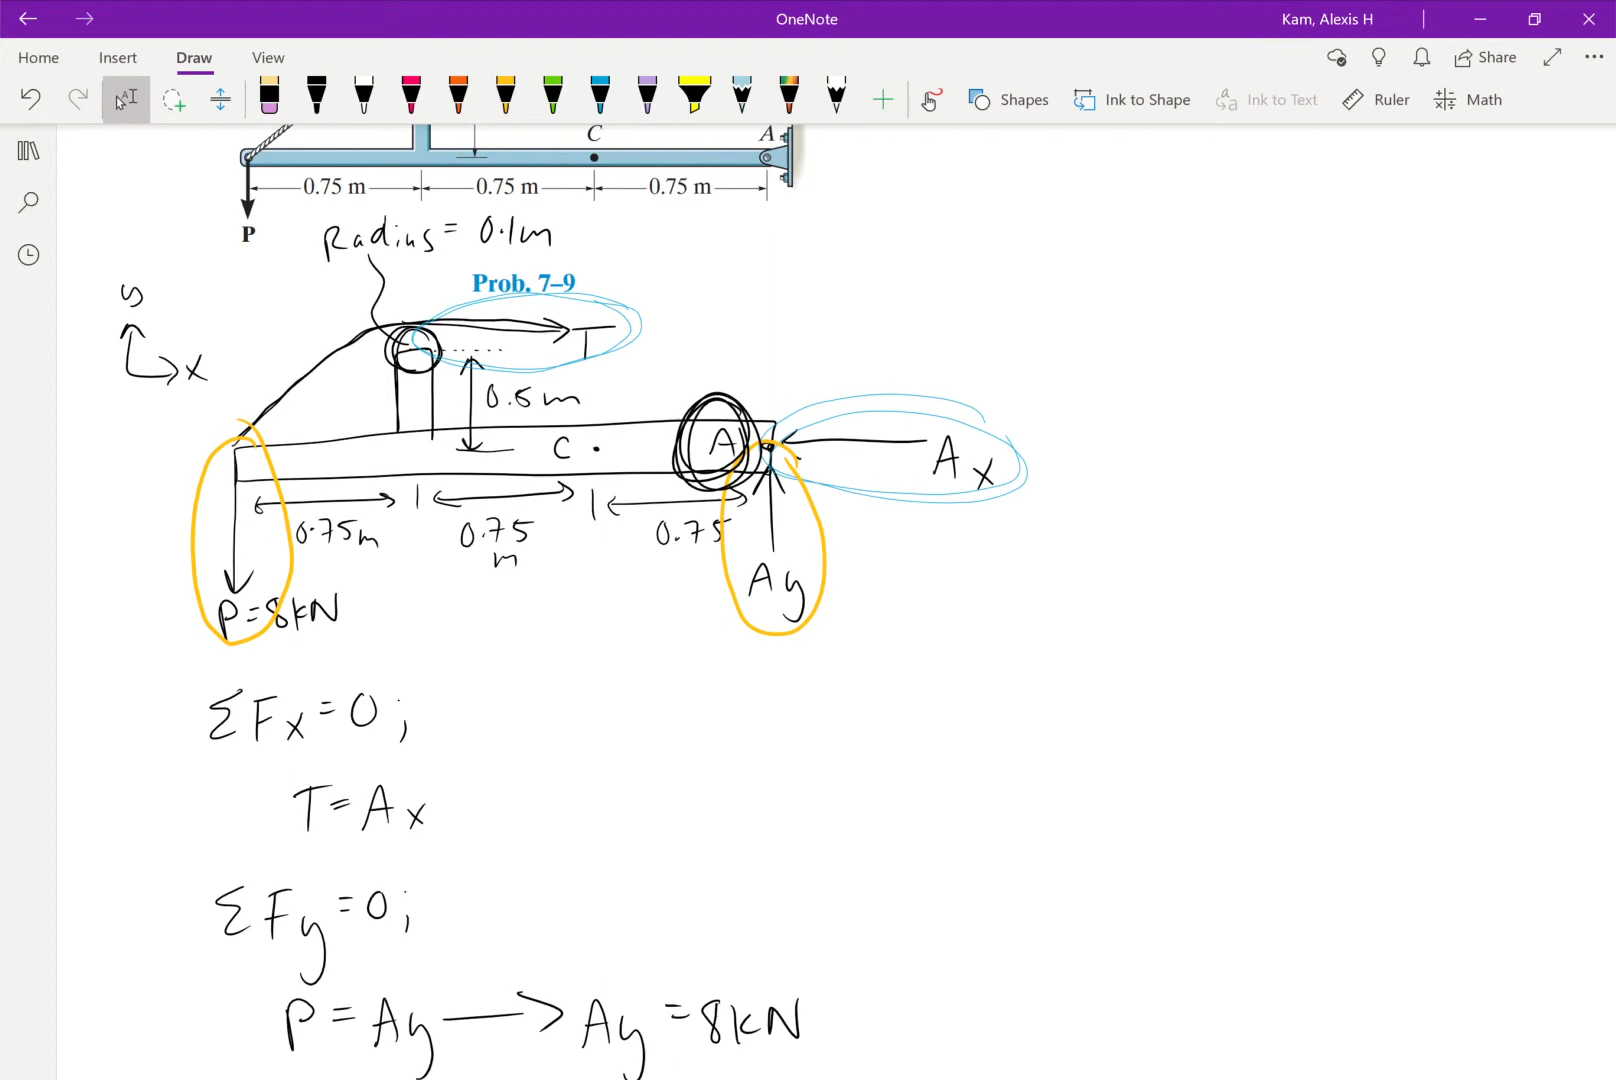 OneNote
Kam, Alexis H
Home Insert Draw View
Share
Shapes Ink to Shape Ink to Text Ruler Math
C A
0.75 m 0.75 m 0.75 m
P
Radius = 0.1m
Prob. 7–9
y
x
T
0.5m
C
A
Ax
0.75m 0.75 m 0.75
Ay
P=8kN
ΣFx=0;
T=Ax
ΣFy=0;
P=Ay → Ay=8kN